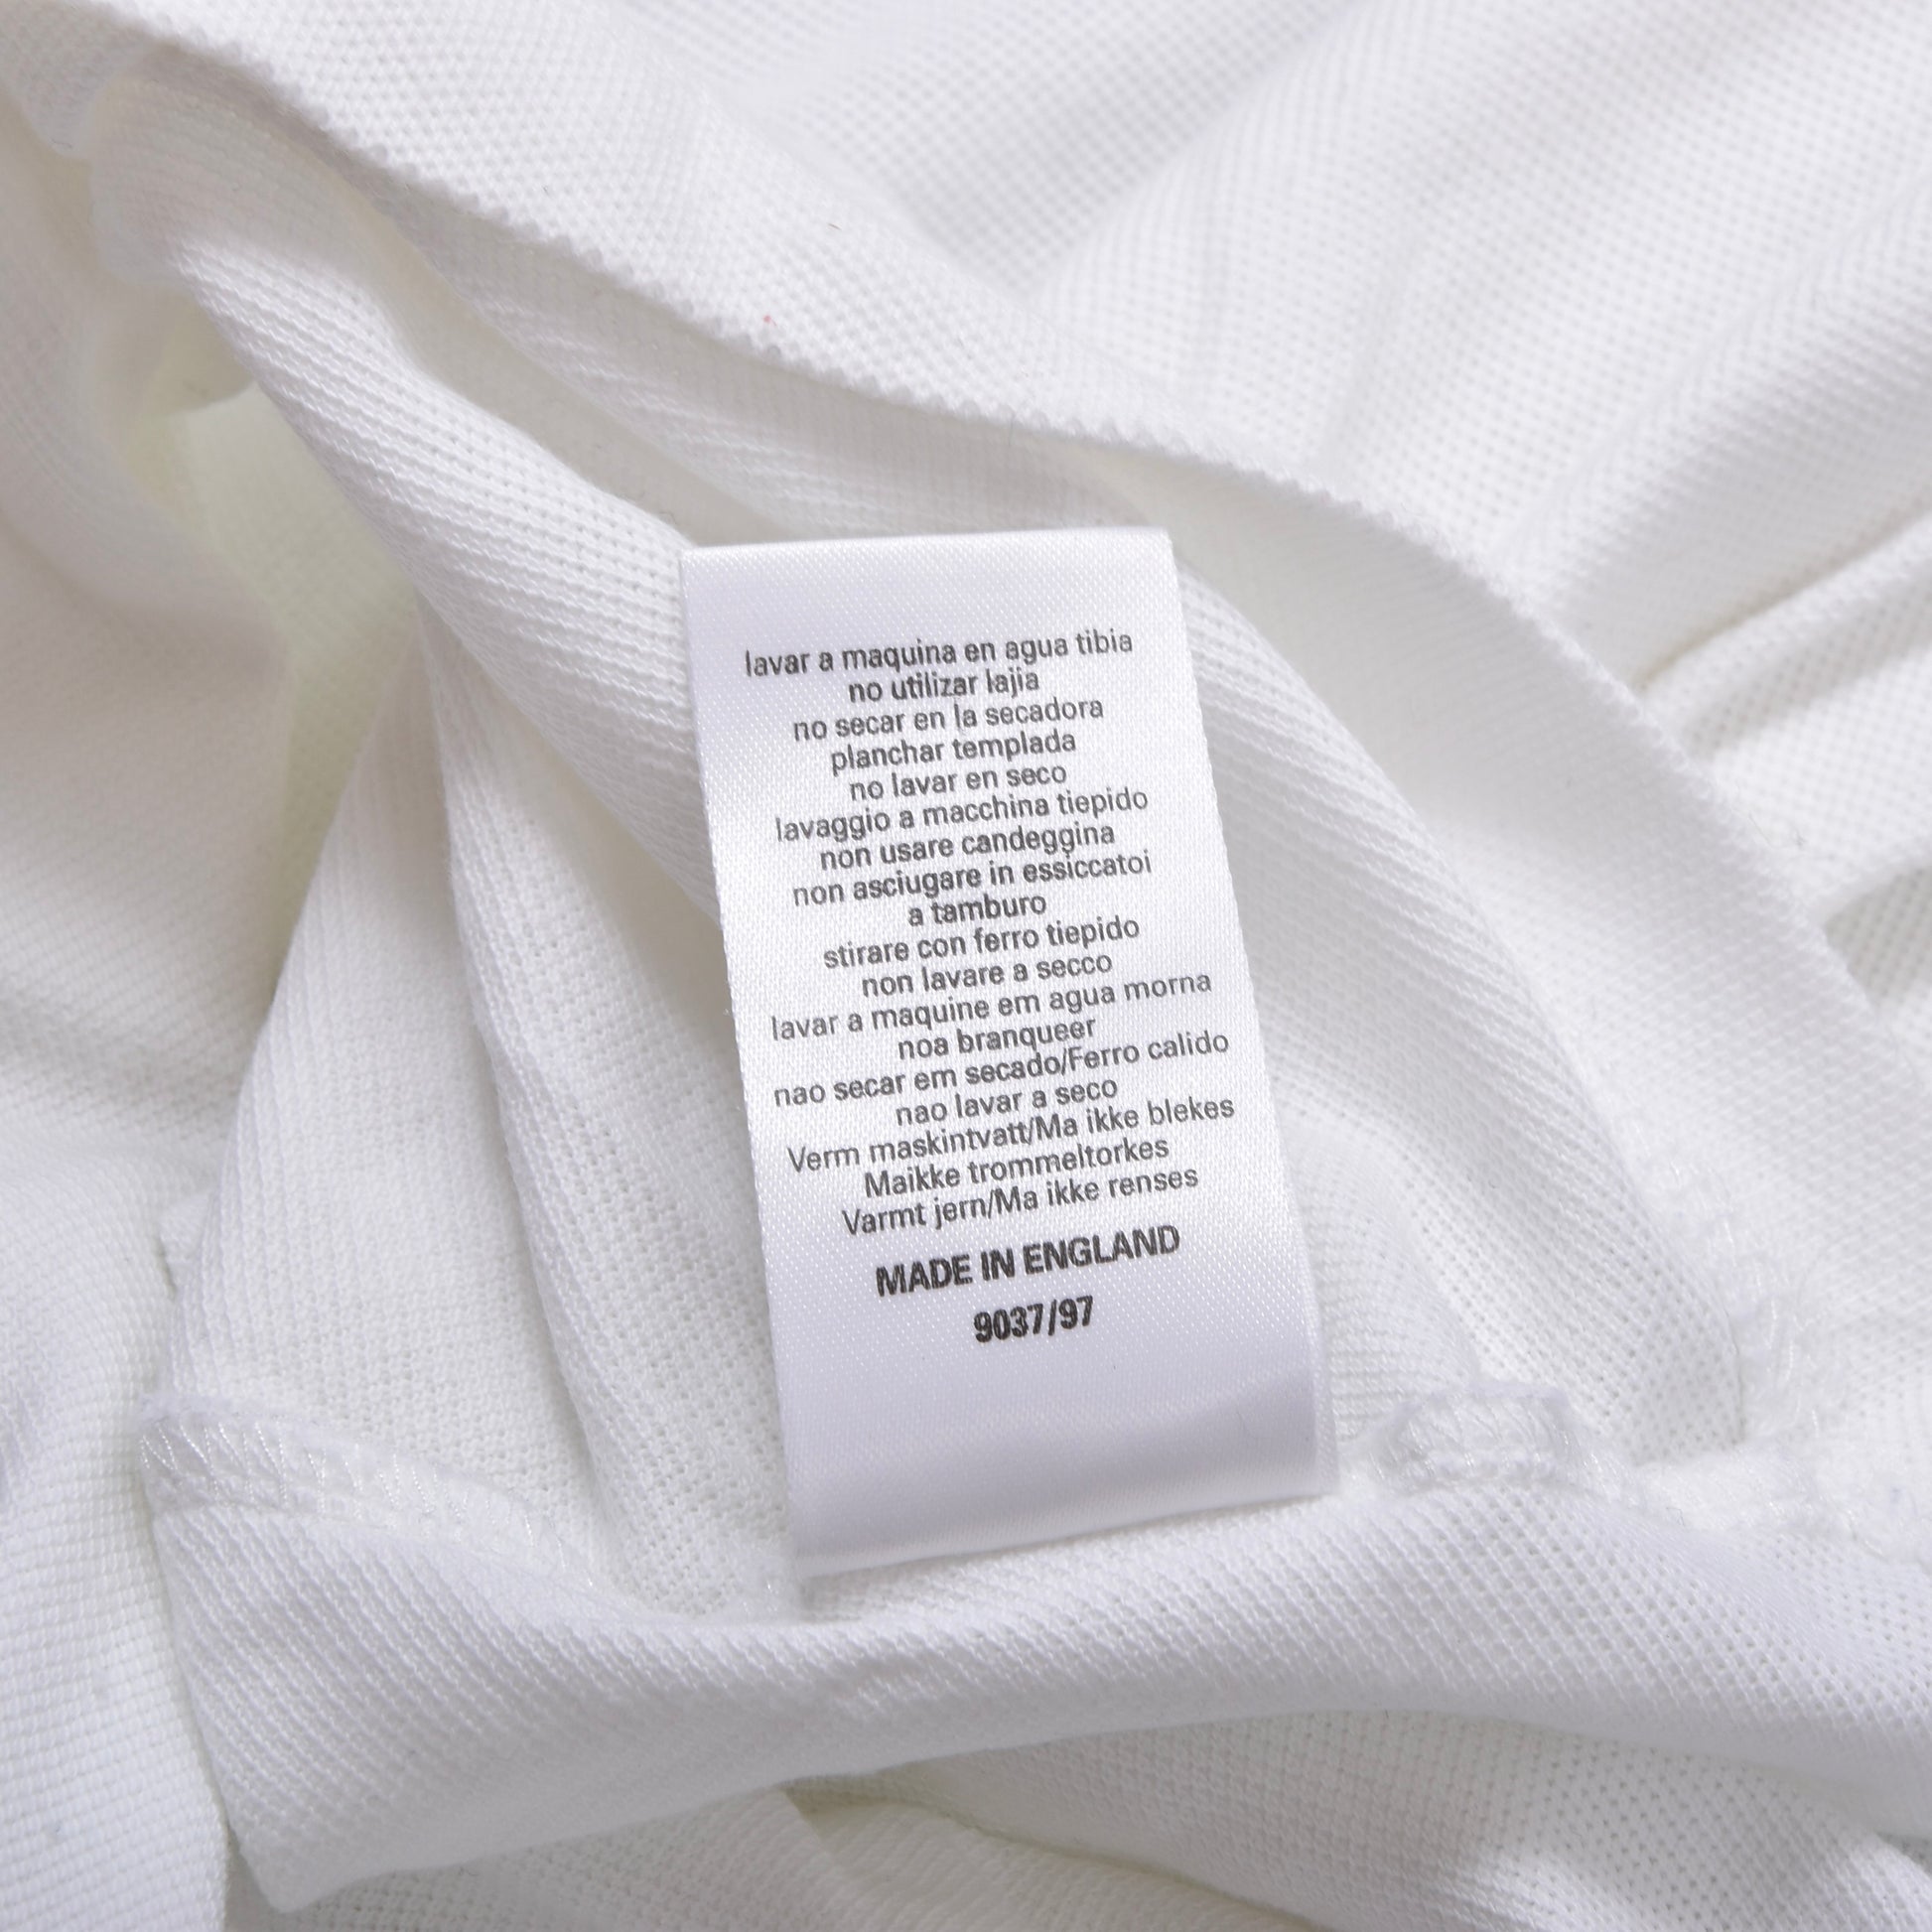 lavar a maquina en agua tibia
no utilizar lajia
no secar en la secadora
planchar templada
no lavar en seco
lavaggio a macchina tiepido
non usare candeggina
non asciugare in essiccatoi
a tamburo
stirare con ferro tiepido
non lavare a secco
lavar a maquine em agua morna
noa branqueer
nao secar em secado/Ferro calido
nao lavar a seco
Verm maskintvatt/Ma ikke blekes
Maikke trommeltorkes
Varmt jern/Ma ikke renses
MADE IN ENGLAND
9037/97